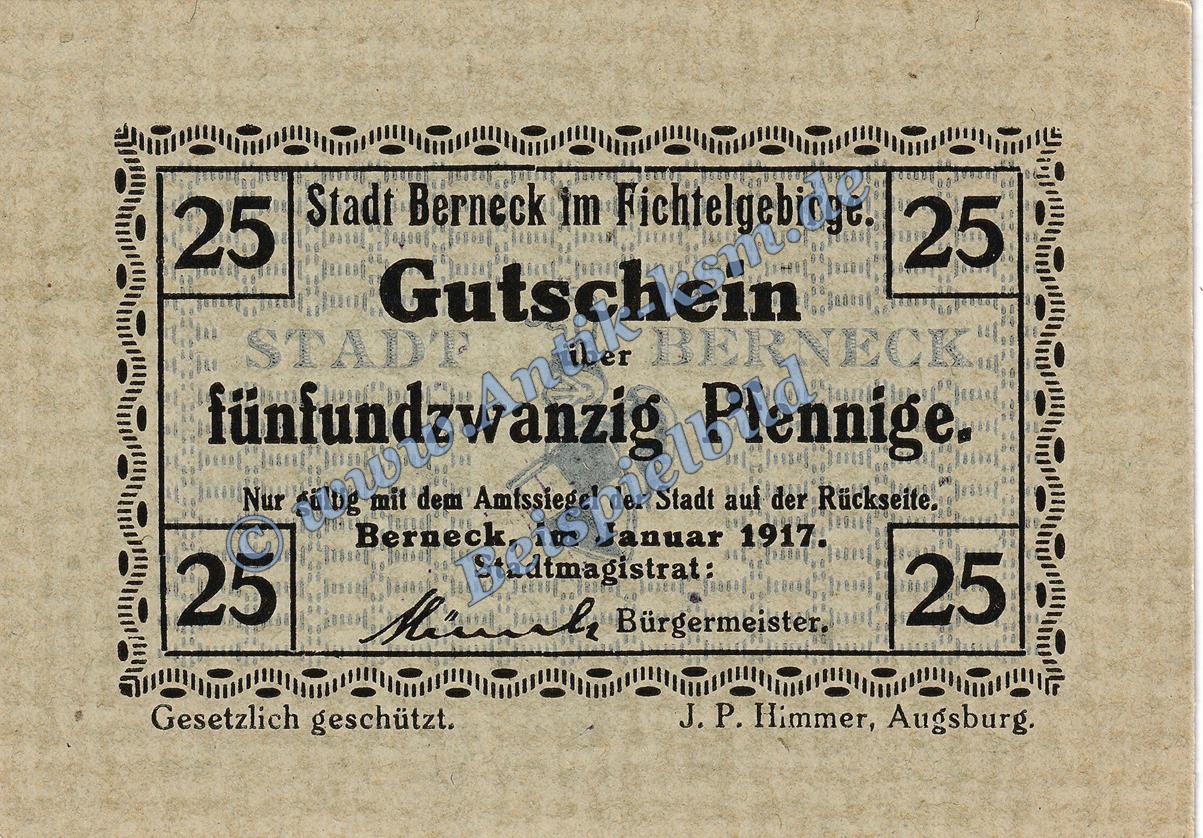 25 Stadt Berneck im Fichtelgebirge. 25
Gutschein
STADT über BERNECK
fünfundzwanzig Pfennige.
Nur gültig mit dem Amtssiegel der Stadt auf der Rückseite.
Berneck, im Januar 1917.
Stadtmagistrat:
25 Bürgermeister. 25
Gesetzlich geschützt. J. P. Himmer, Augsburg.
© www.Antik-ksm.de
Beispielbild